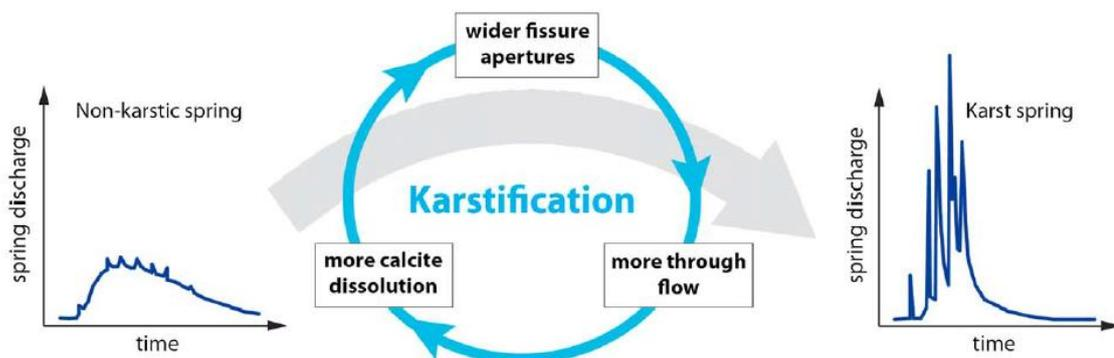 spring discharge
Non-karstic spring
time
wider fissure
apertures
Karstification
more calcite
dissolution
more through
flow
spring discharge
Karst spring
time